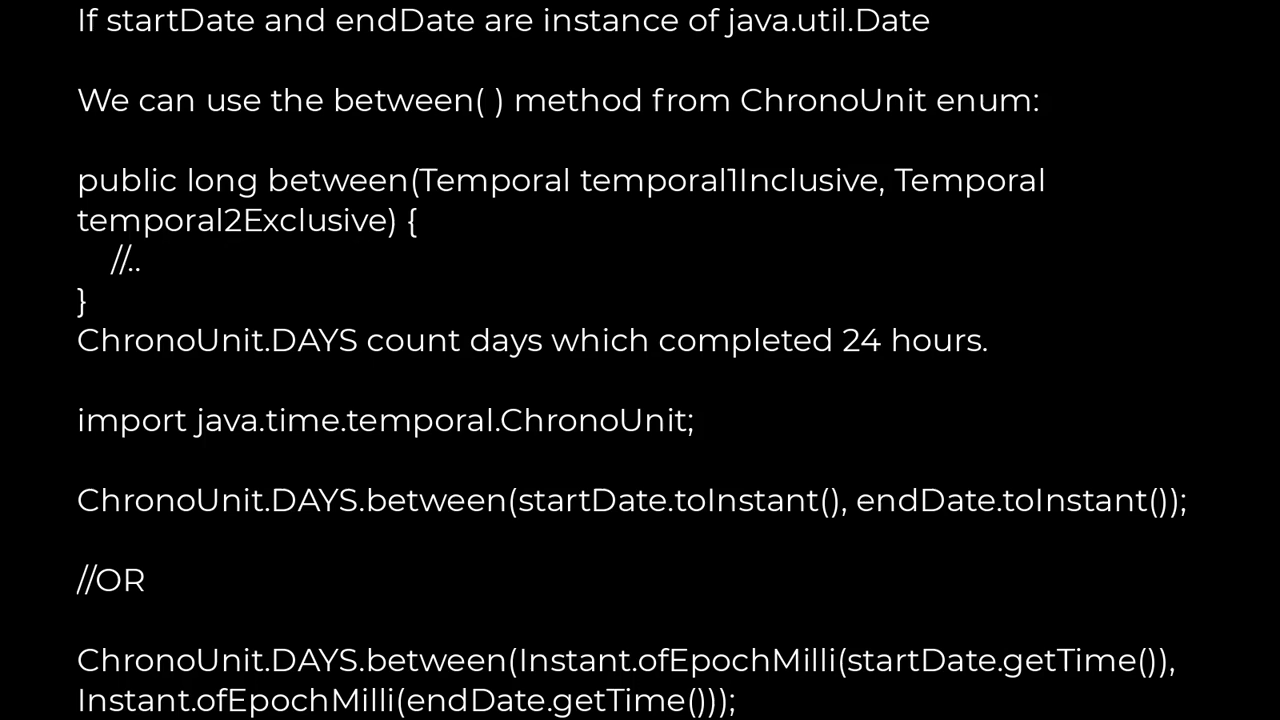 If startDate and endDate are instance of java.util.Date
We can use the between( ) method from ChronoUnit enum:
public long between(Temporal temporal1Inclusive, Temporal
temporal2Exclusive) {
//..
}
ChronoUnit.DAYS count days which completed 24 hours.
import java.time.temporal.ChronoUnit;
ChronoUnit.DAYS.between(startDate.toInstant(), endDate.toInstant());
//OR
ChronoUnit.DAYS.between(Instant.ofEpochMilli(startDate.getTime()),
Instant.ofEpochMilli(endDate.getTime()));